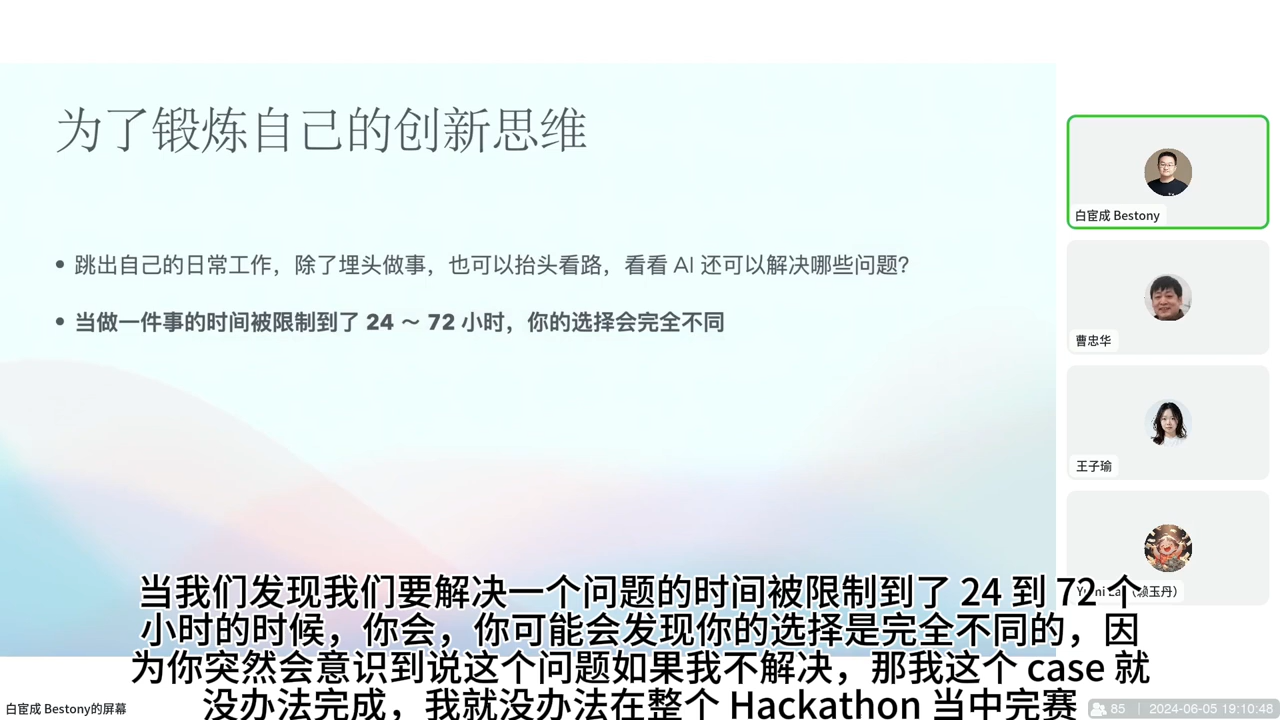 为了锻炼自己的创新思维
• 跳出自己的日常工作，除了埋头做事，也可以抬头看路，看看 AI 还可以解决哪些问题？
• 当做一件事的时间被限制到了 24 ～ 72 小时，你的选择会完全不同
白宦成 Bestony
曹忠华
王子瑜
当我们发现我们要解决一个问题的时间被限制到了 24 到 72 个
小时的时候，你会，你可能会发现你的选择是完全不同的，因
为你突然会意识到说这个问题如果我不解决，那我这个 case 就
没办法完成，我就没办法在整个 Hackathon 当中完赛
白宦成 Bestony的屏幕
85 | 2024-06-05 19:10:48